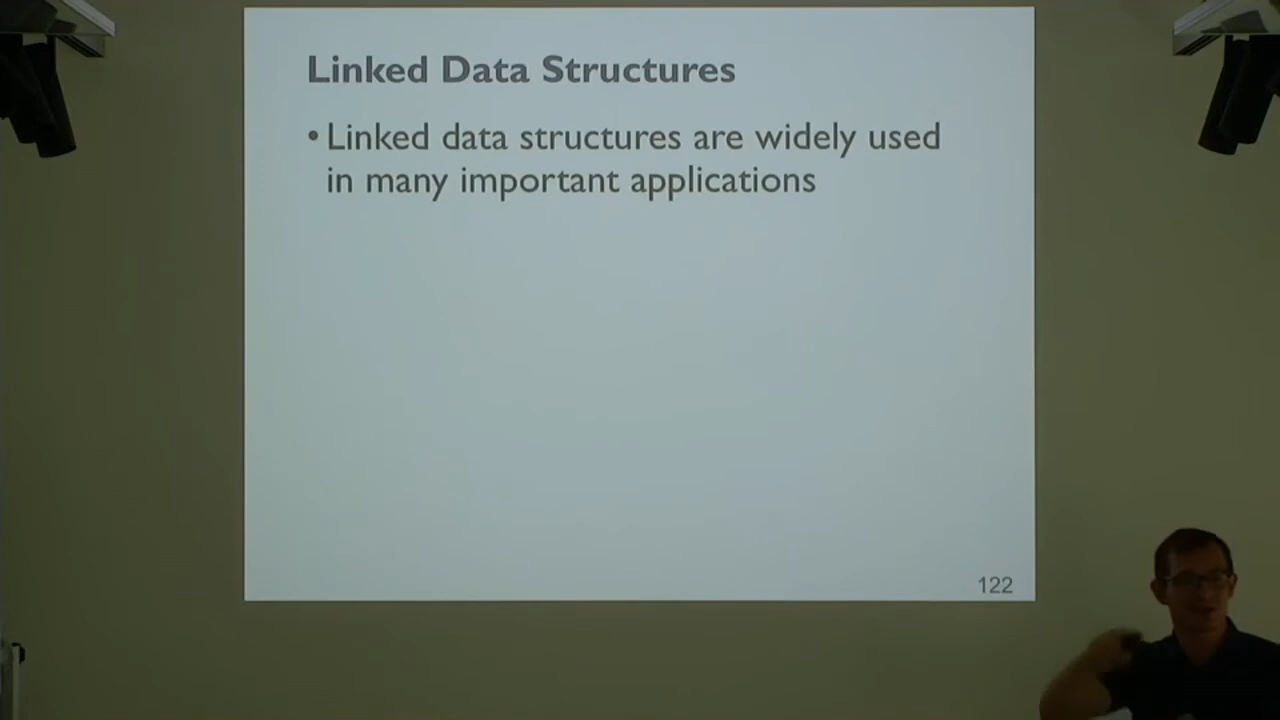 Linked Data Structures
• Linked data structures are widely used
in many important applications
122